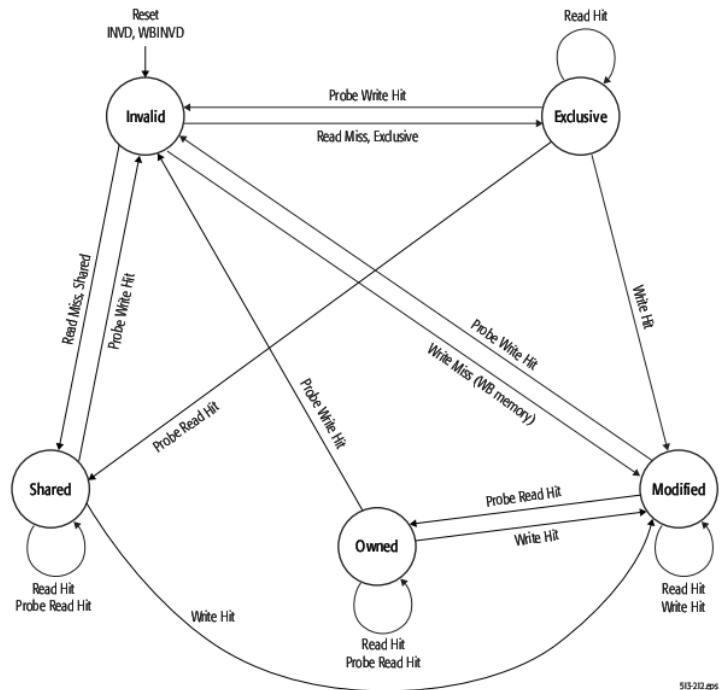 Reset
INVD, WBINVD
Read Hit
Invalid
Probe Write Hit
Exclusive
Read Miss, Exclusive
Read Miss, Shared
Probe Write Hit
Write Hit
Probe Write Hit
Write Miss (WB memory)
Probe Write Hit
Probe Read Hit
Shared
Probe Read Hit
Modified
Owned
Write Hit
Read Hit
Probe Read Hit
Write Hit
Read Hit
Probe Read Hit
Read Hit
Write Hit
513-212.eps